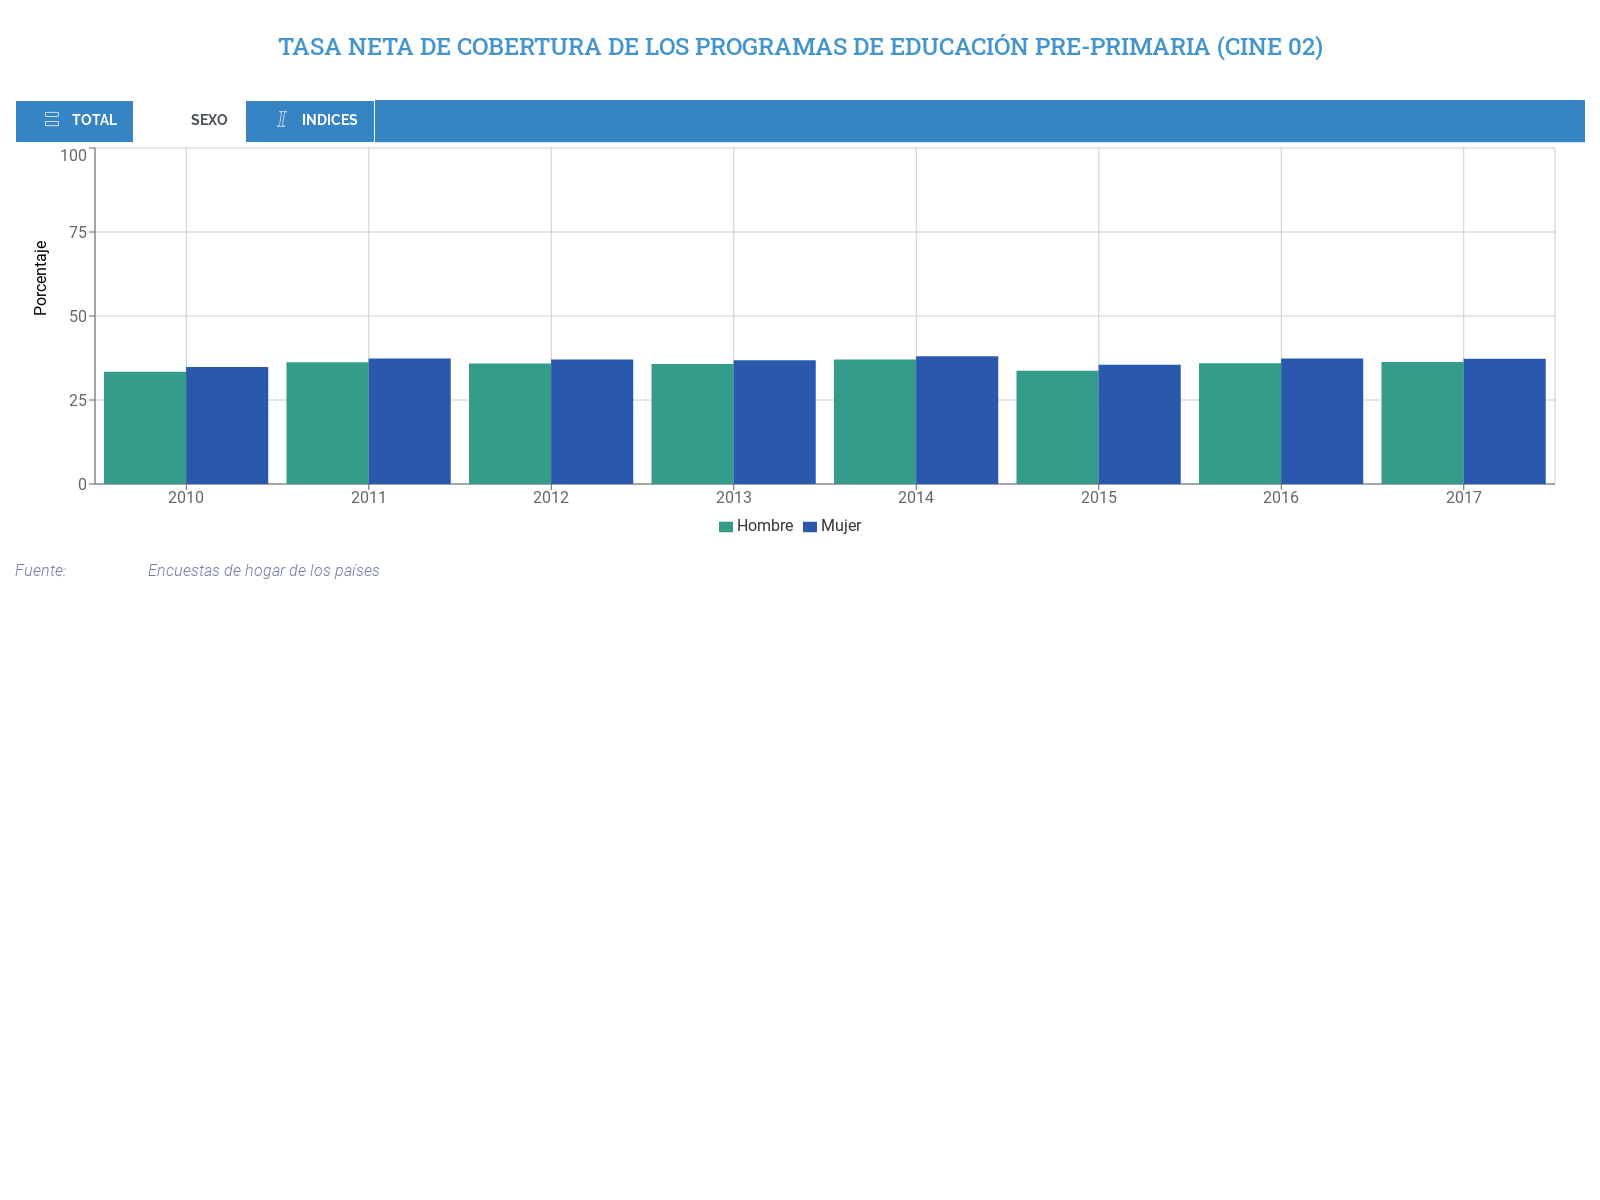 TASA NETA DE COBERTURA DE LOS PROGRAMAS DE EDUCACIÓN PRE-PRIMARIA (CINE 02)
TOTAL SEXO INDICES
100
75
50
25
0
Porcentaje
2010 2011 2012 2013 2014 2015 2016 2017
Hombre Mujer
Fuente: Encuestas de hogar de los países